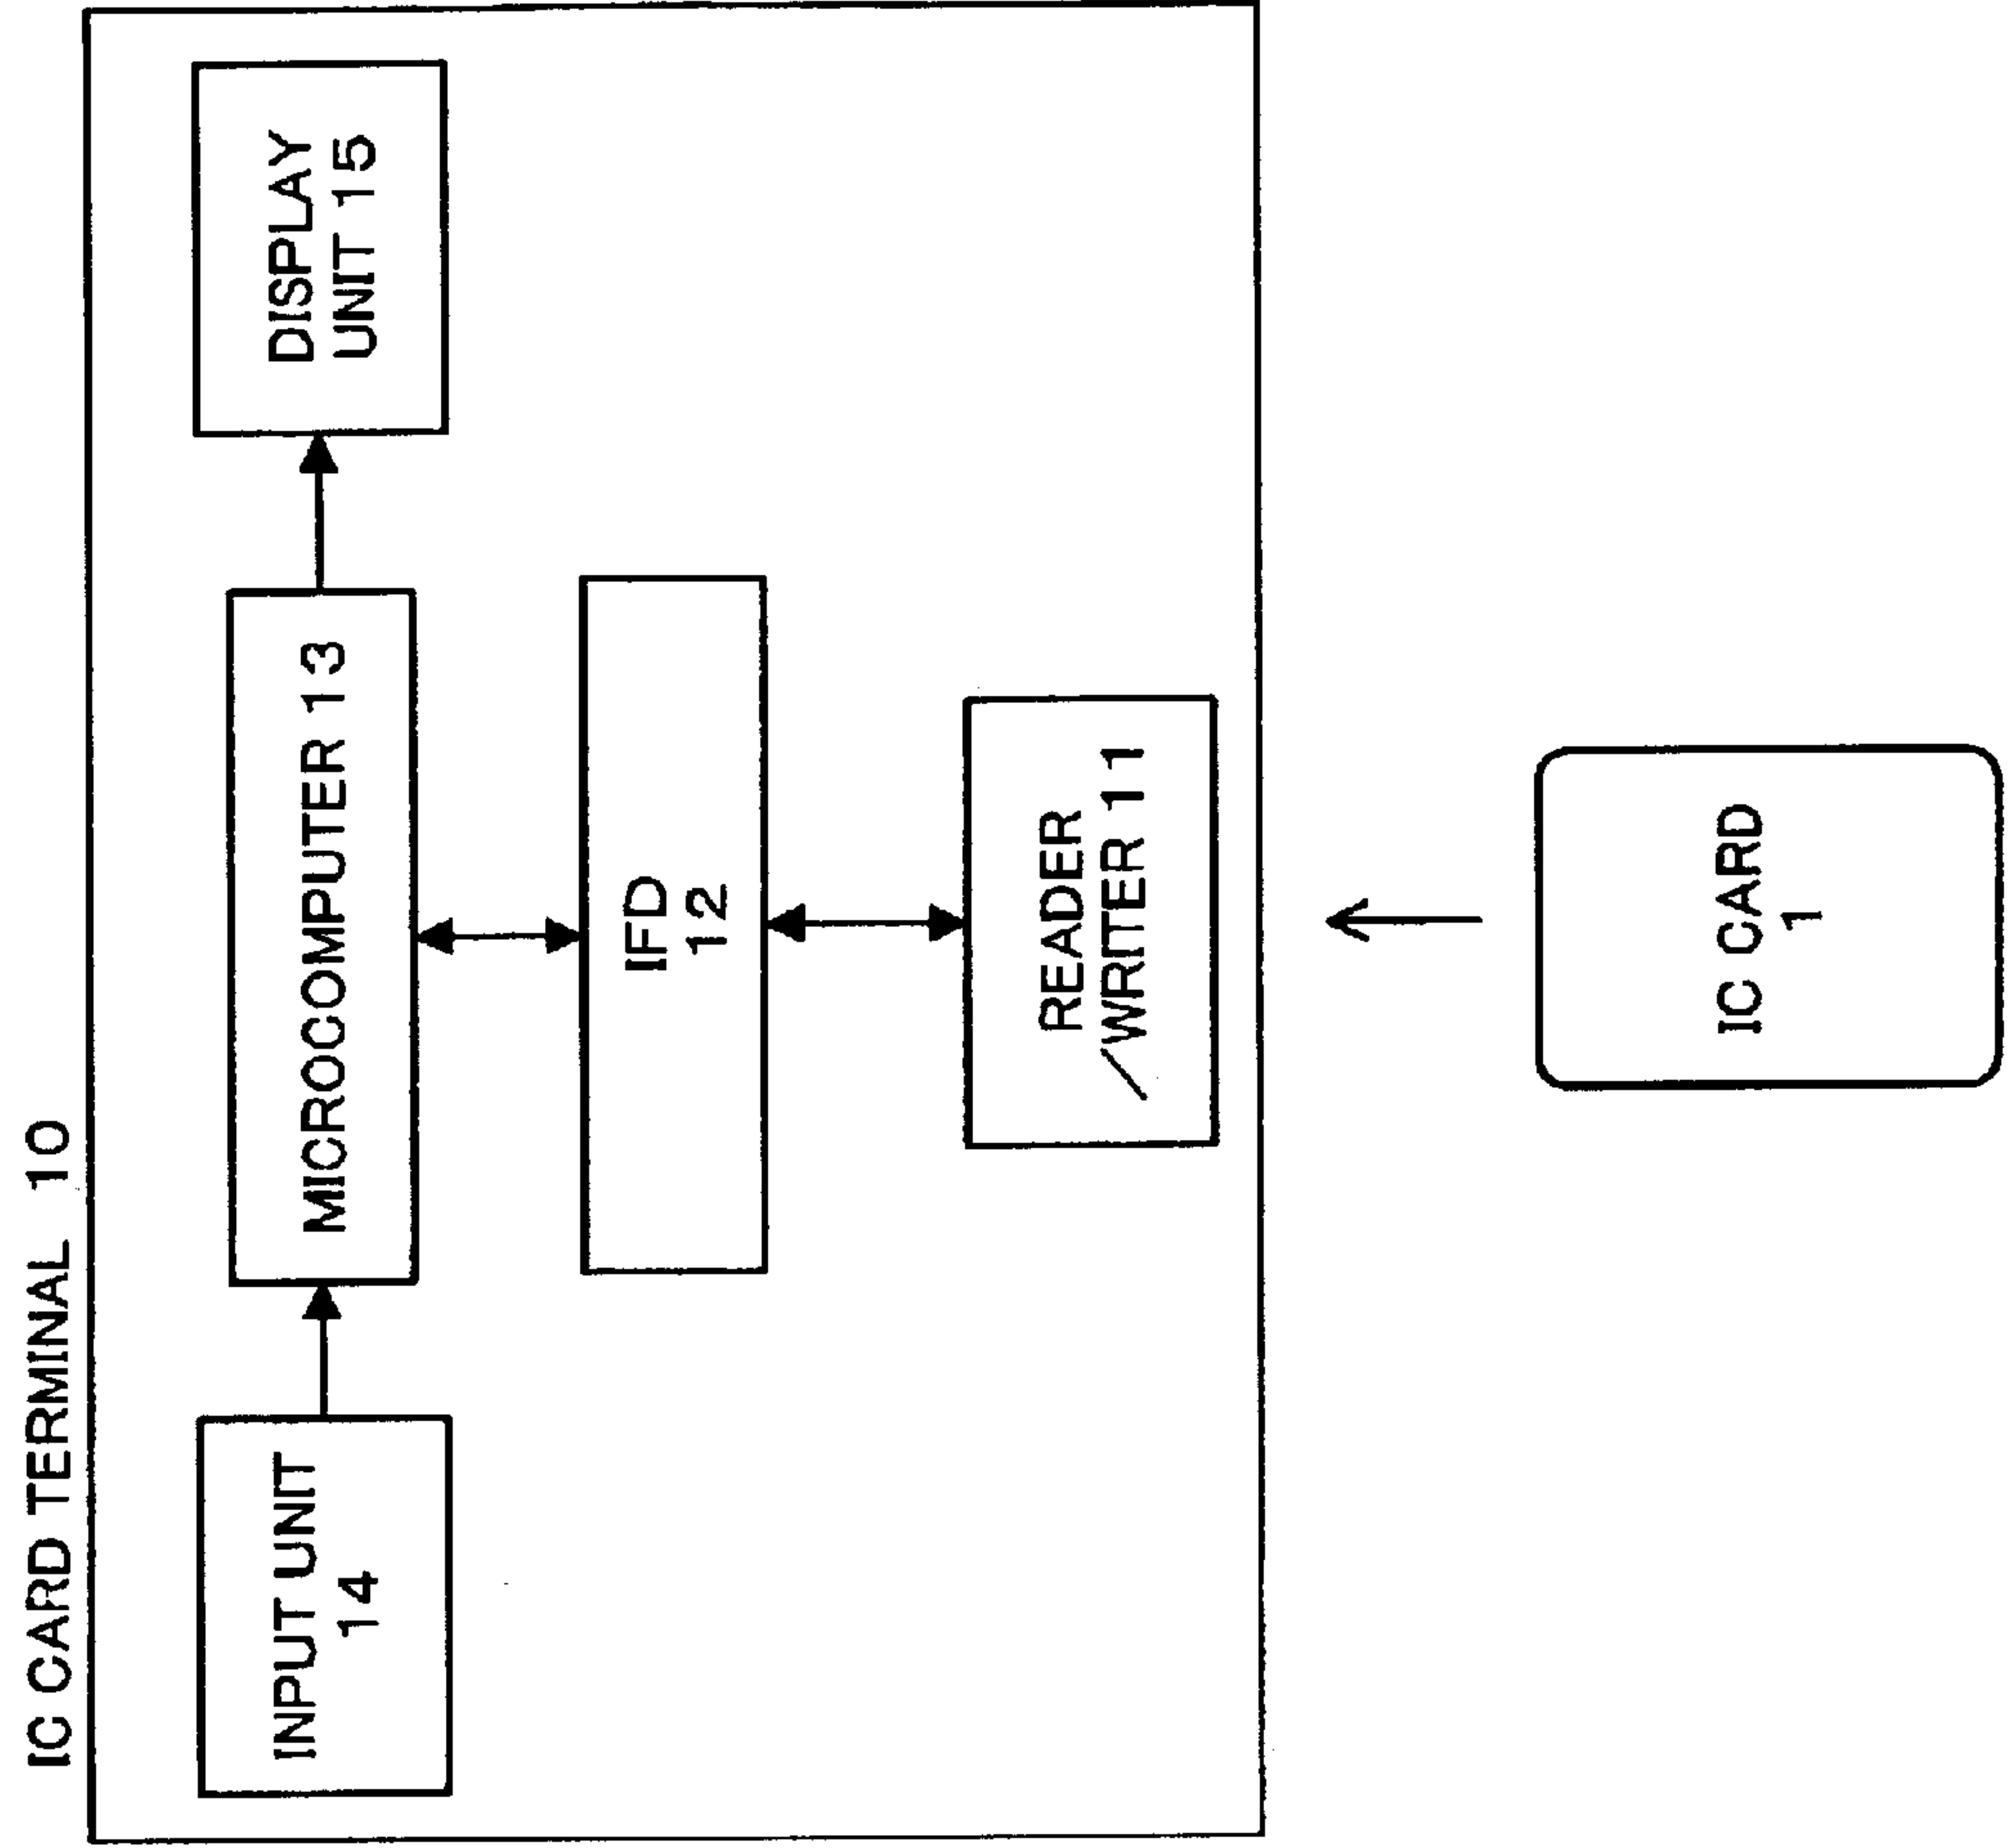 IC CARD TERMINAL 10
INPUT UNIT
14
MICROCOMPUTER 13
DISPLAY
UNIT 15
IFD
12
READER
/WRITER 11
IC CARD
1